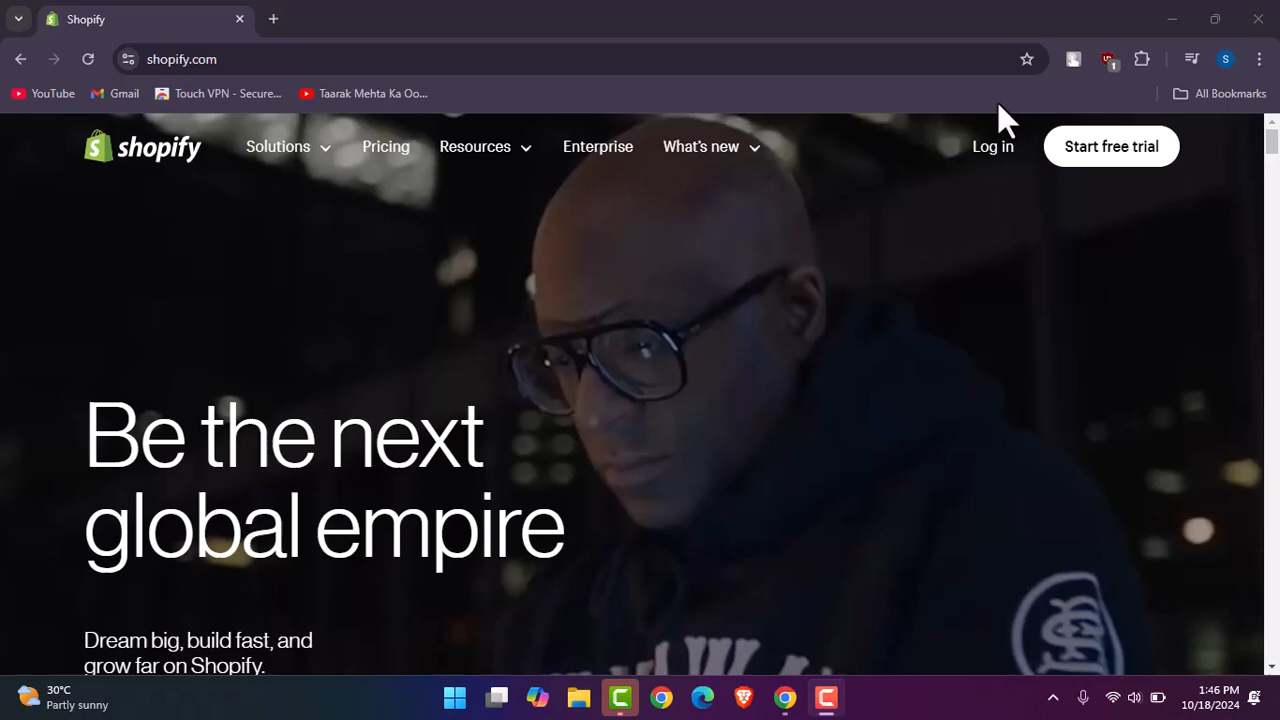 Shopify
shopify.com
1
S
YouTube
Gmail
Touch VPN - Secure...
Taarak Mehta Ka Oo...
All Bookmarks
shopify
Solutions
Pricing
Resources
Enterprise
What's new
Log in
Start free trial
Be the next
global empire
Dream big, build fast, and
grow far on Shopify.
30°C
Partly sunny
1:46 PM
10/18/2024